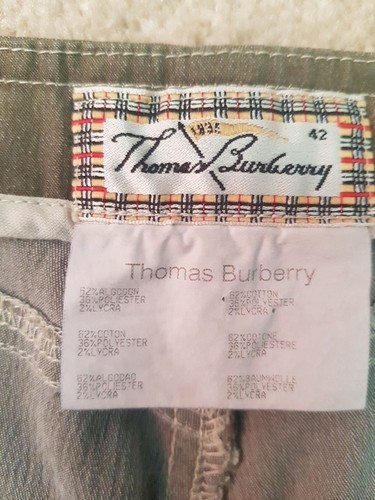 1835
42
Thomas Burberry
Thomas Burberry
62%ALGODON
36%POLIESTER
2%LYCRA
62%COTTON
36%POLYESTER
2%LYCRA
62%COTON
36%POLYESTER
2%LYCRA
62%COTONE
36%POLIESTERE
2%LYCRA
62%ALGODAO
36%POLIESTER
2%LYCRA
62%BAUMWOLLE
36%POLYESTER
2%LYCRA